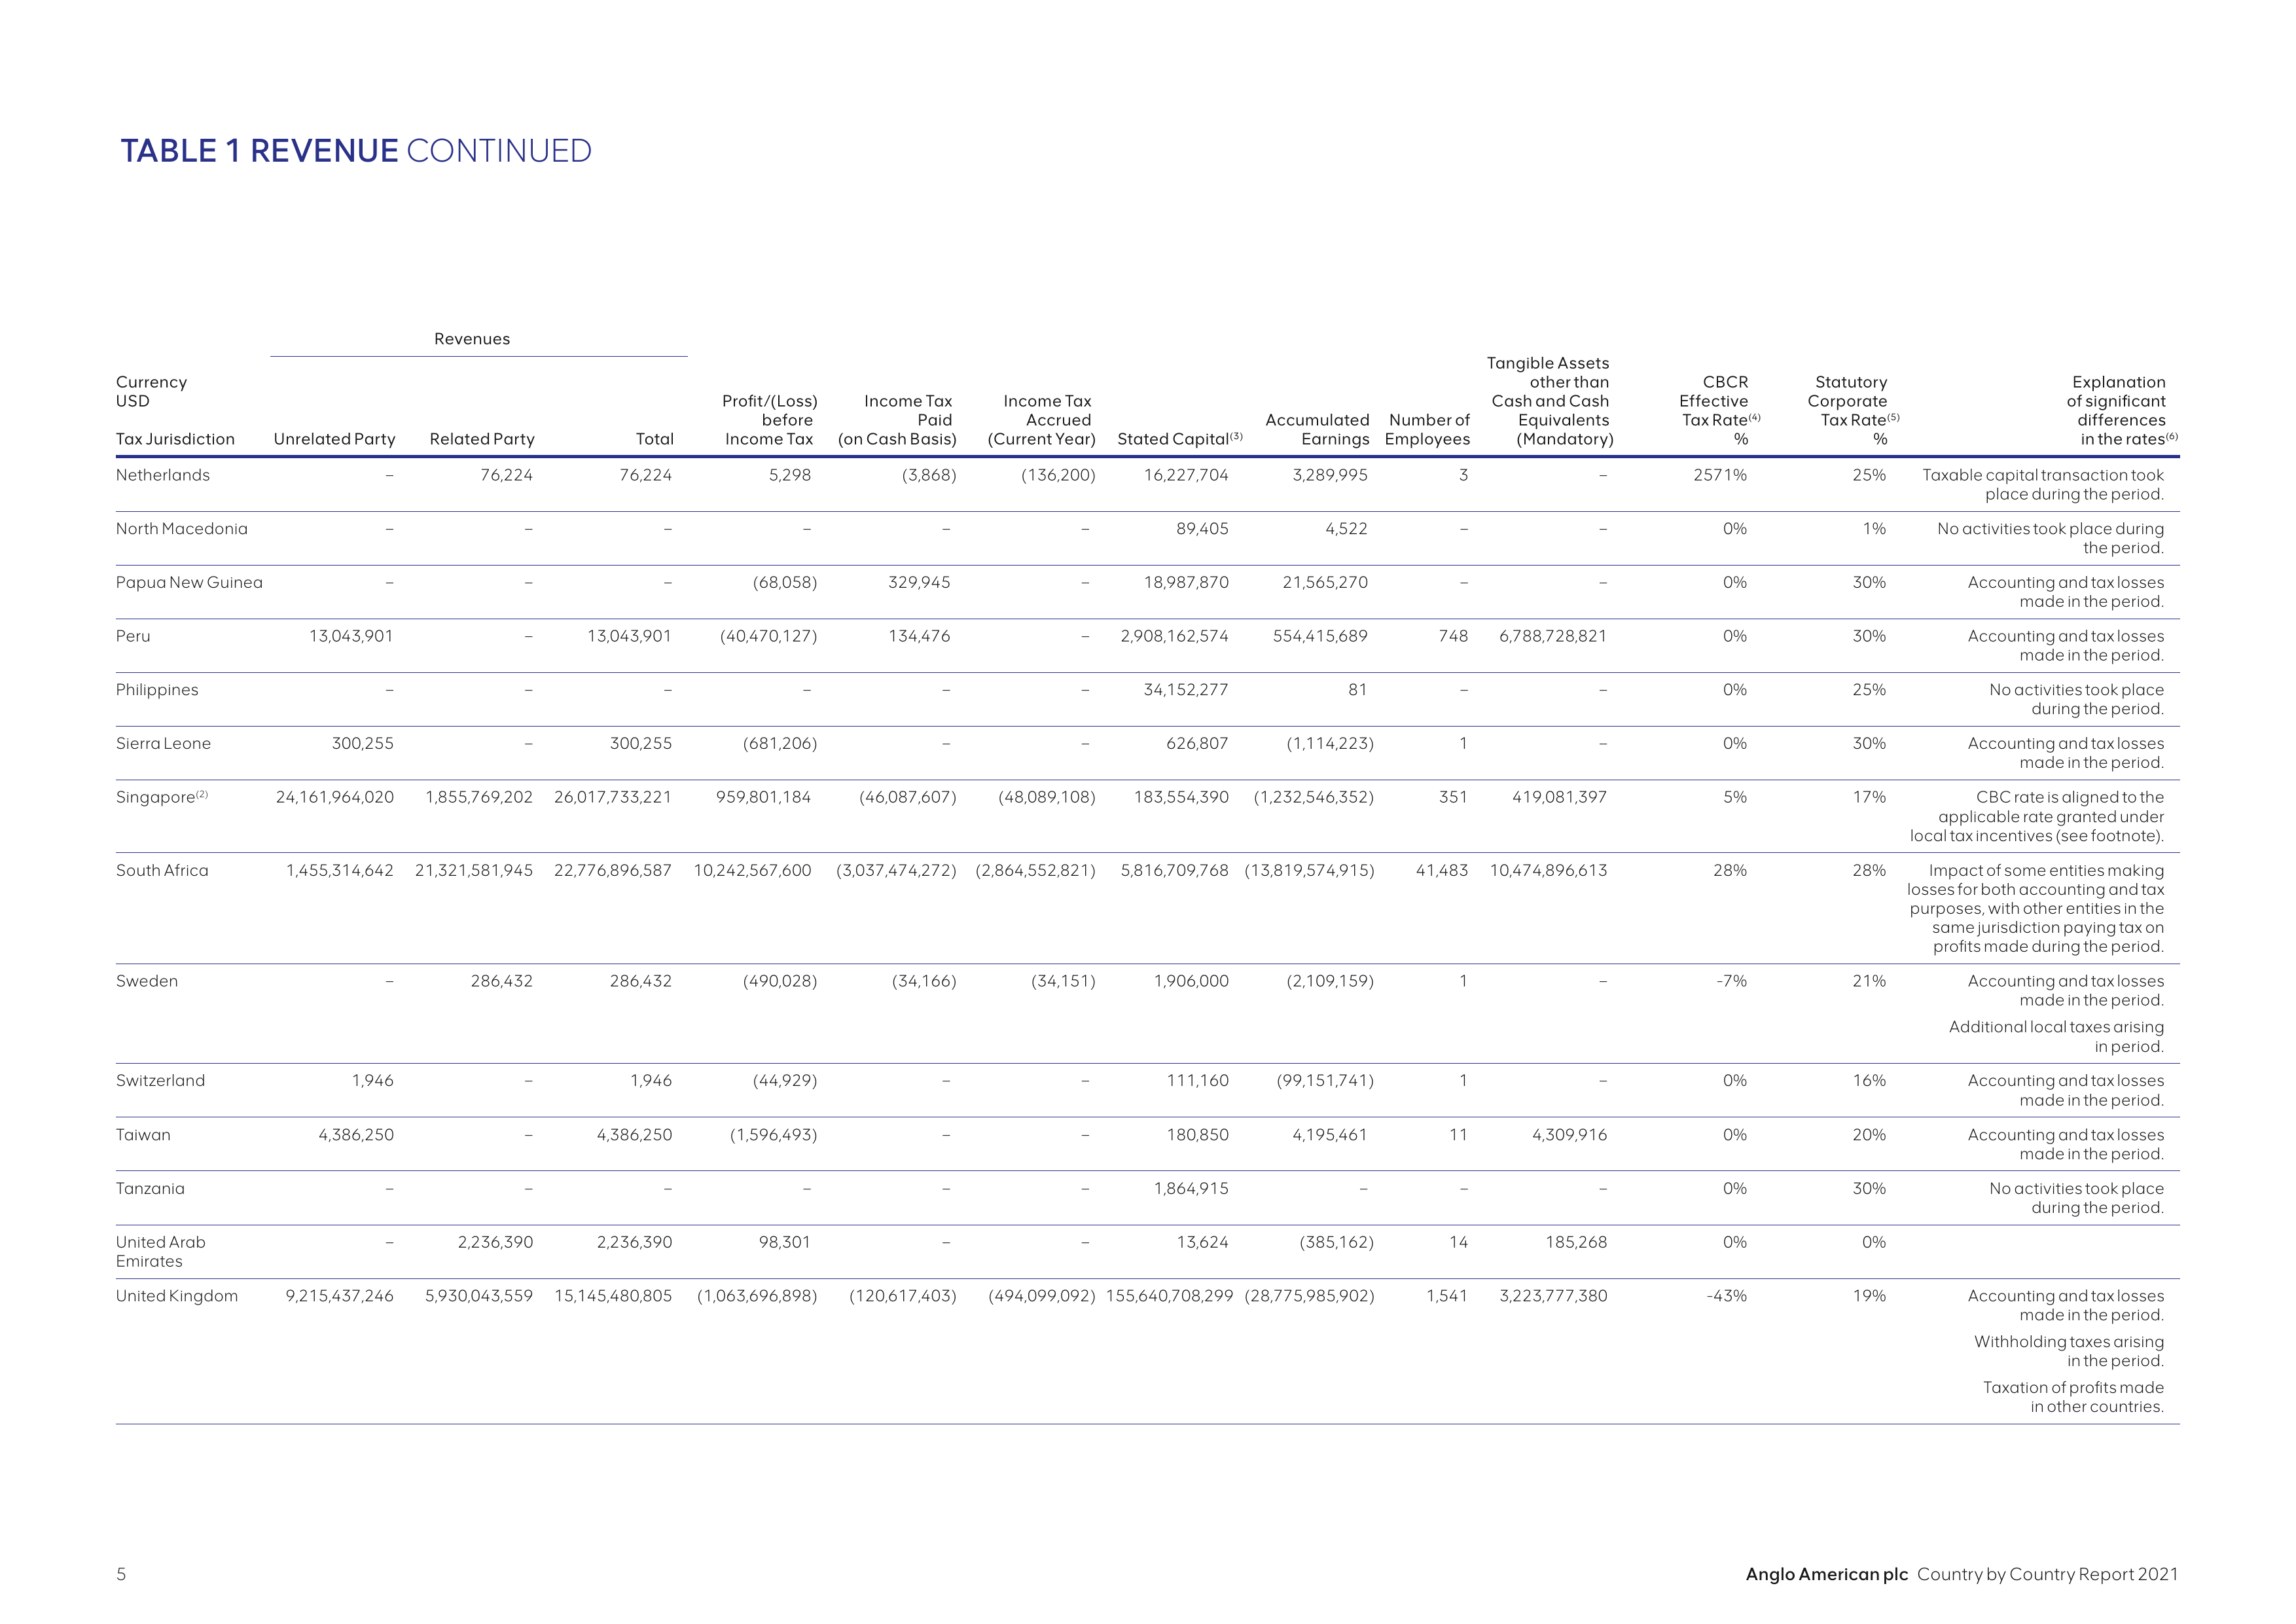 TABLE 1 REVENUE CONTINUED
Revenues
Currency
USD
Tax Jurisdiction
Unrelated Party
Related Party
Total
Profit/(Loss)
before
Income Tax
Income Tax
Paid
(on Cash Basis)
Income Tax
Accrued
(Current Year)
Stated Capital(3)
Accumulated
Earnings
Number of
Employees
Tangible Assets
other than
Cash and Cash
Equivalents
(Mandatory)
CBCR
Effective
Tax Rate(4)
%
Statutory
Corporate
Tax Rate(5)
%
Explanation
of significant
differences
in the rates(6)
Netherlands – 76,224 76,224 5,298 (3,868) (136,200) 16,227,704 3,289,995 3 – 2571% 25% Taxable capital transaction took
place during the period.
North Macedonia – – – – – – 89,405 4,522 – – 0% 1% No activities took place during
the period.
Papua New Guinea – – – (68,058) 329,945 – 18,987,870 21,565,270 – – 0% 30% Accounting and tax losses
made in the period.
Peru 13,043,901 – 13,043,901 (40,470,127) 134,476 – 2,908,162,574 554,415,689 748 6,788,728,821 0% 30% Accounting and tax losses
made in the period.
Philippines – – – – – – 34,152,277 81 – – 0% 25% No activities took place
during the period.
Sierra Leone 300,255 – 300,255 (681,206) – – 626,807 (1,114,223) 1 – 0% 30% Accounting and tax losses
made in the period.
Singapore(2) 24,161,964,020 1,855,769,202 26,017,733,221 959,801,184 (46,087,607) (48,089,108) 183,554,390 (1,232,546,352) 351 419,081,397 5% 17% CBC rate is aligned to the
applicable rate granted under
local tax incentives (see footnote).
South Africa 1,455,314,642 21,321,581,945 22,776,896,587 10,242,567,600 (3,037,474,272) (2,864,552,821) 5,816,709,768 (13,819,574,915) 41,483 10,474,896,613 28% 28% Impact of some entities making
losses for both accounting and tax
purposes, with other entities in the
same jurisdiction paying tax on
profits made during the period.
Sweden – 286,432 286,432 (490,028) (34,166) (34,151) 1,906,000 (2,109,159) 1 – -7% 21% Accounting and tax losses
made in the period.
Additional local taxes arising
in period.
Switzerland 1,946 – 1,946 (44,929) – – 111,160 (99,151,741) 1 – 0% 16% Accounting and tax losses
made in the period.
Taiwan 4,386,250 – 4,386,250 (1,596,493) – – 180,850 4,195,461 11 4,309,916 0% 20% Accounting and tax losses
made in the period.
Tanzania – – – – – – 1,864,915 – – – 0% 30% No activities took place
during the period.
United Arab
Emirates – 2,236,390 2,236,390 98,301 – – 13,624 (385,162) 14 185,268 0% 0%
United Kingdom 9,215,437,246 5,930,043,559 15,145,480,805 (1,063,696,898) (120,617,403) (494,099,092) 155,640,708,299 (28,775,985,902) 1,541 3,223,777,380 -43% 19% Accounting and tax losses
made in the period.
Withholding taxes arising
in the period.
Taxation of profits made
in other countries.
5
Anglo American plc Country by Country Report 2021